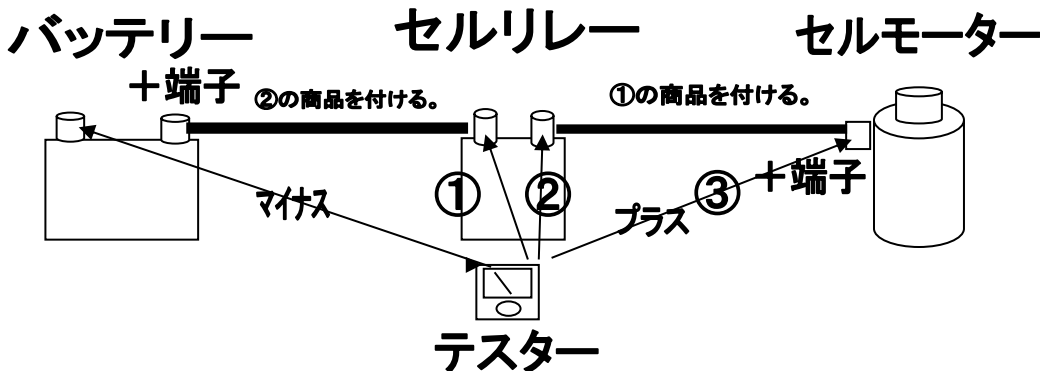 バッテリー
セルリレー
セルモーター
＋端子
②の商品を付ける。
①の商品を付ける。
マイナス
①
②
プラス
③
＋端子
テスター